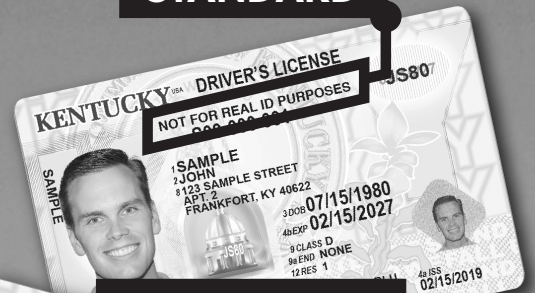 STANDARD
KENTUCKY USA DRIVER'S LICENSE
JS807
NOT FOR REAL ID PURPOSES
SAMPLE
1 SAMPLE
2 JOHN
8 123 SAMPLE STREET
APT. 2
FRANKFORT, KY 40622
3 DOB 07/15/1980
4b EXP 02/15/2027
JS80
9 CLASS D
9a END NONE
12 RES 1
4a ISS
02/15/2019